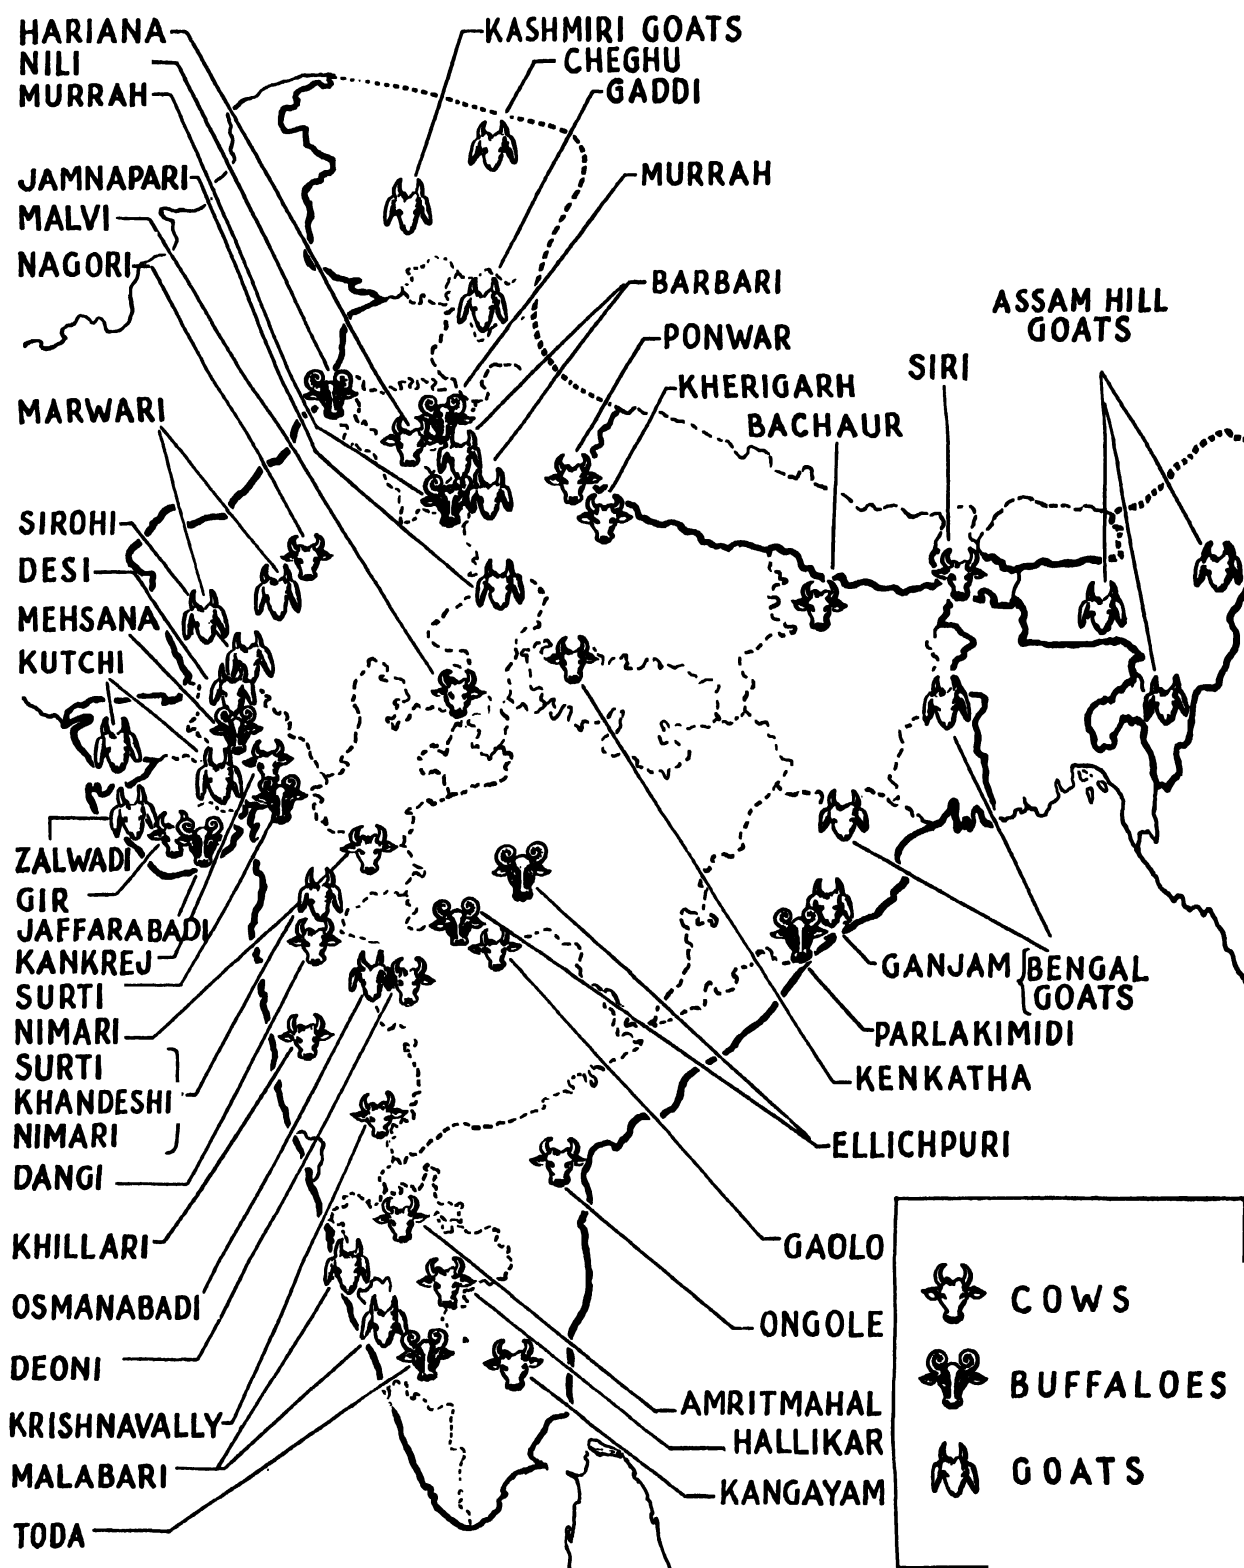 HARIANA
NILI
MURRAH
JAMNAPARI
MALVI
NAGORI
MARWARI
SIROHI
DESI
MEHSANA
KUTCHI
ZALWADI
GIR
JAFFARABADI
KANKREJ
SURTI
NIMARI
SURTI
KHANDESHI
NIMARI
DANGI
KHILLARI
OSMANABADI
DEONI
KRISHNAVALLY
MALABARI
TODA
KASHMIRI GOATS
CHEGHU
GADDI
MURRAH
BARBARI
PONWAR
KHERIGARH
BACHAUR
SIRI
ASSAM HILL
GOATS
GANJAM
BENGAL
GOATS
PARLAKIMIDI
KENKATHA
ELLICHPURI
GAOLO
ONGOLE
AMRITMAHAL
HALLIKAR
KANGAYAM
COWS
BUFFALOES
GOATS